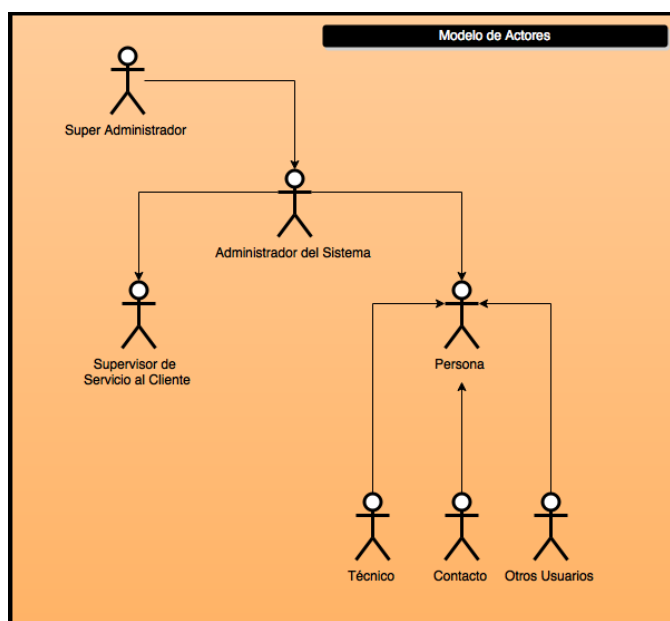 Modelo de Actores
Super Administrador
Administrador del Sistema
Supervisor de
Servicio al Cliente
Persona
Técnico
Contacto
Otros Usuarios